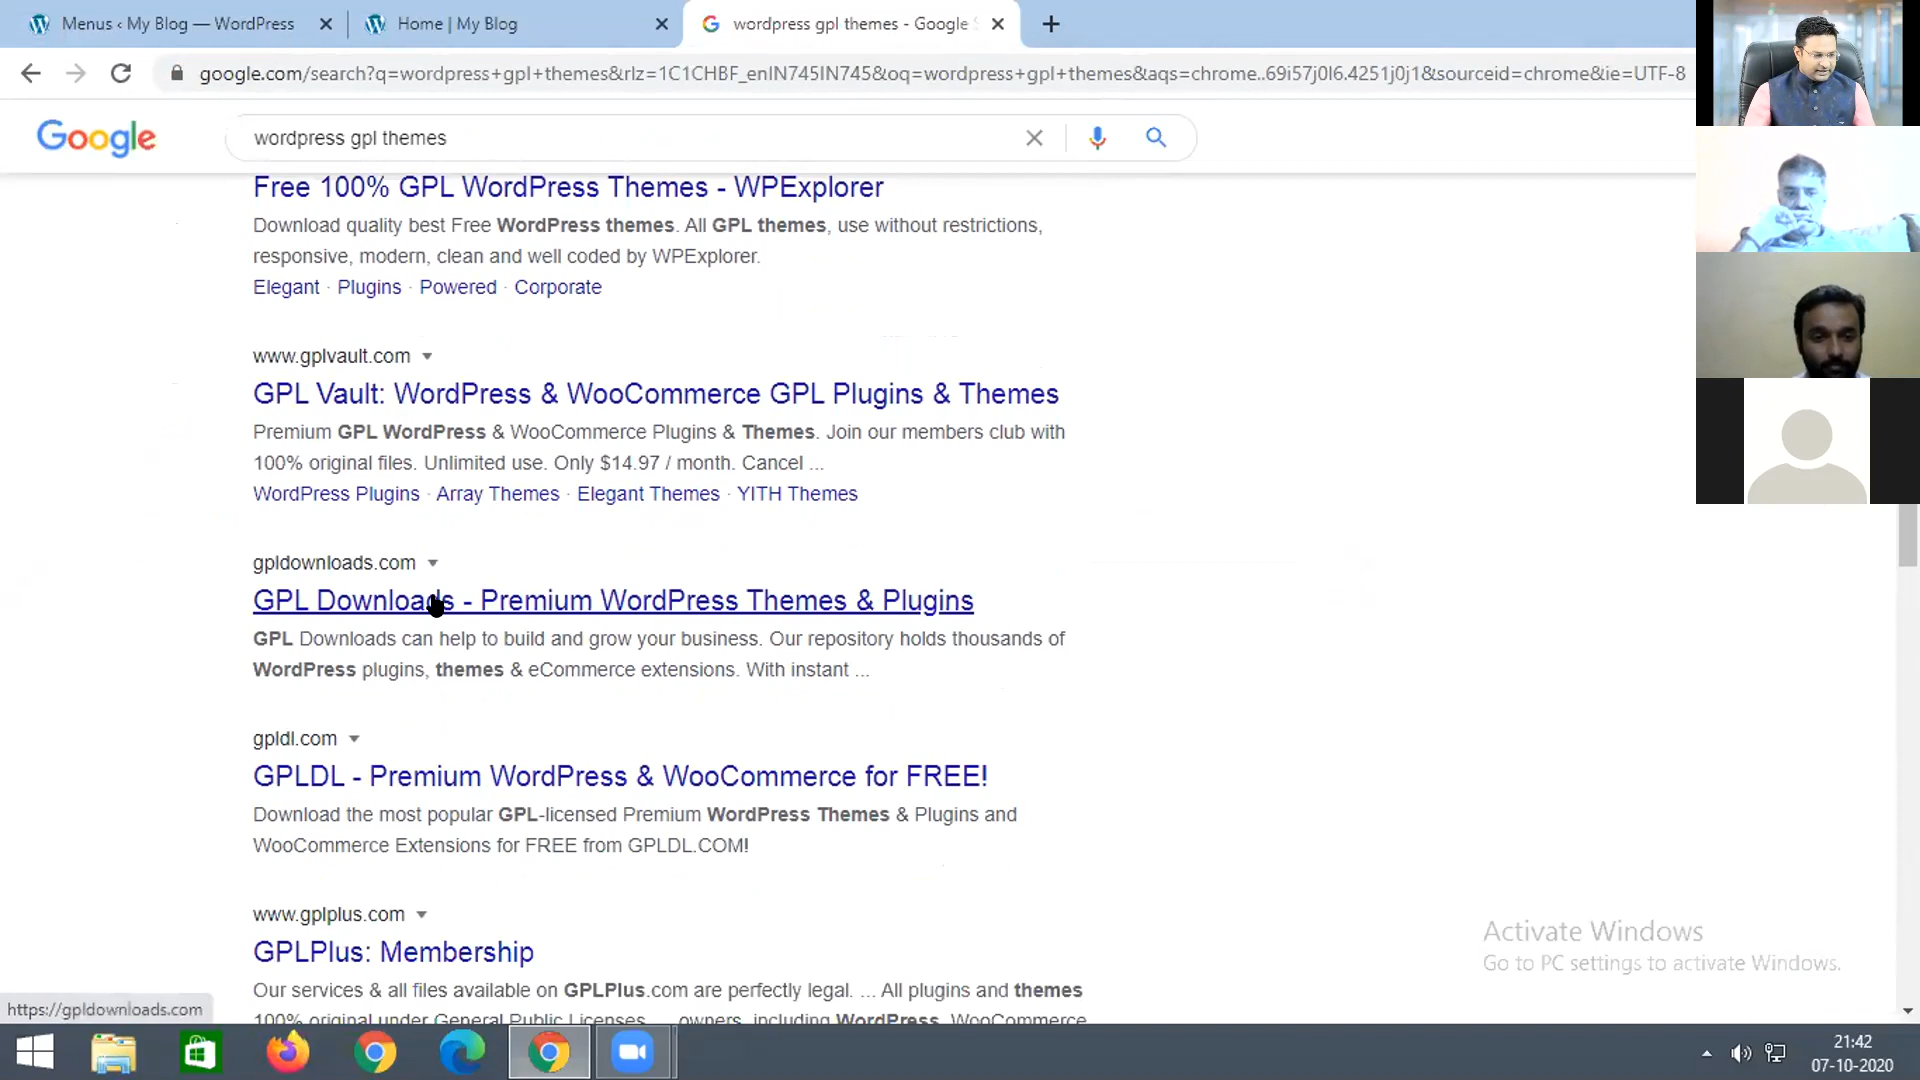 Menus ‹ My Blog — WordPress
Home | My Blog
wordpress gpl themes - Google
google.com/search?q=wordpress+gpl+themes&rlz=1C1CHBF_enIN745IN745&oq=wordpress+gpl+themes&aqs=chrome..69i57j0l6.4251j0j1&sourceid=chrome&ie=UTF-8
Google
wordpress gpl themes
Free 100% GPL WordPress Themes - WPExplorer
Download quality best Free WordPress themes. All GPL themes, use without restrictions,
responsive, modern, clean and well coded by WPExplorer.
Elegant · Plugins · Powered · Corporate
www.gplvault.com
GPL Vault: WordPress & WooCommerce GPL Plugins & Themes
Premium GPL WordPress & WooCommerce Plugins & Themes. Join our members club with
100% original files. Unlimited use. Only $14.97 / month. Cancel ...
WordPress Plugins · Array Themes · Elegant Themes · YITH Themes
gpldownloads.com
GPL Downloads - Premium WordPress Themes & Plugins
GPL Downloads can help to build and grow your business. Our repository holds thousands of
WordPress plugins, themes & eCommerce extensions. With instant ...
gpldl.com
GPLDL - Premium WordPress & WooCommerce for FREE!
Download the most popular GPL-licensed Premium WordPress Themes & Plugins and
WooCommerce Extensions for FREE from GPLDL.COM!
www.gplplus.com
GPLPlus: Membership
Our services & all files available on GPLPlus.com are perfectly legal. ... All plugins and themes
100% original under General Public Licenses ... owners, including WordPress, WooCommerce
Activate Windows
Go to PC settings to activate Windows.
https://gpldownloads.com
21:42
07-10-2020